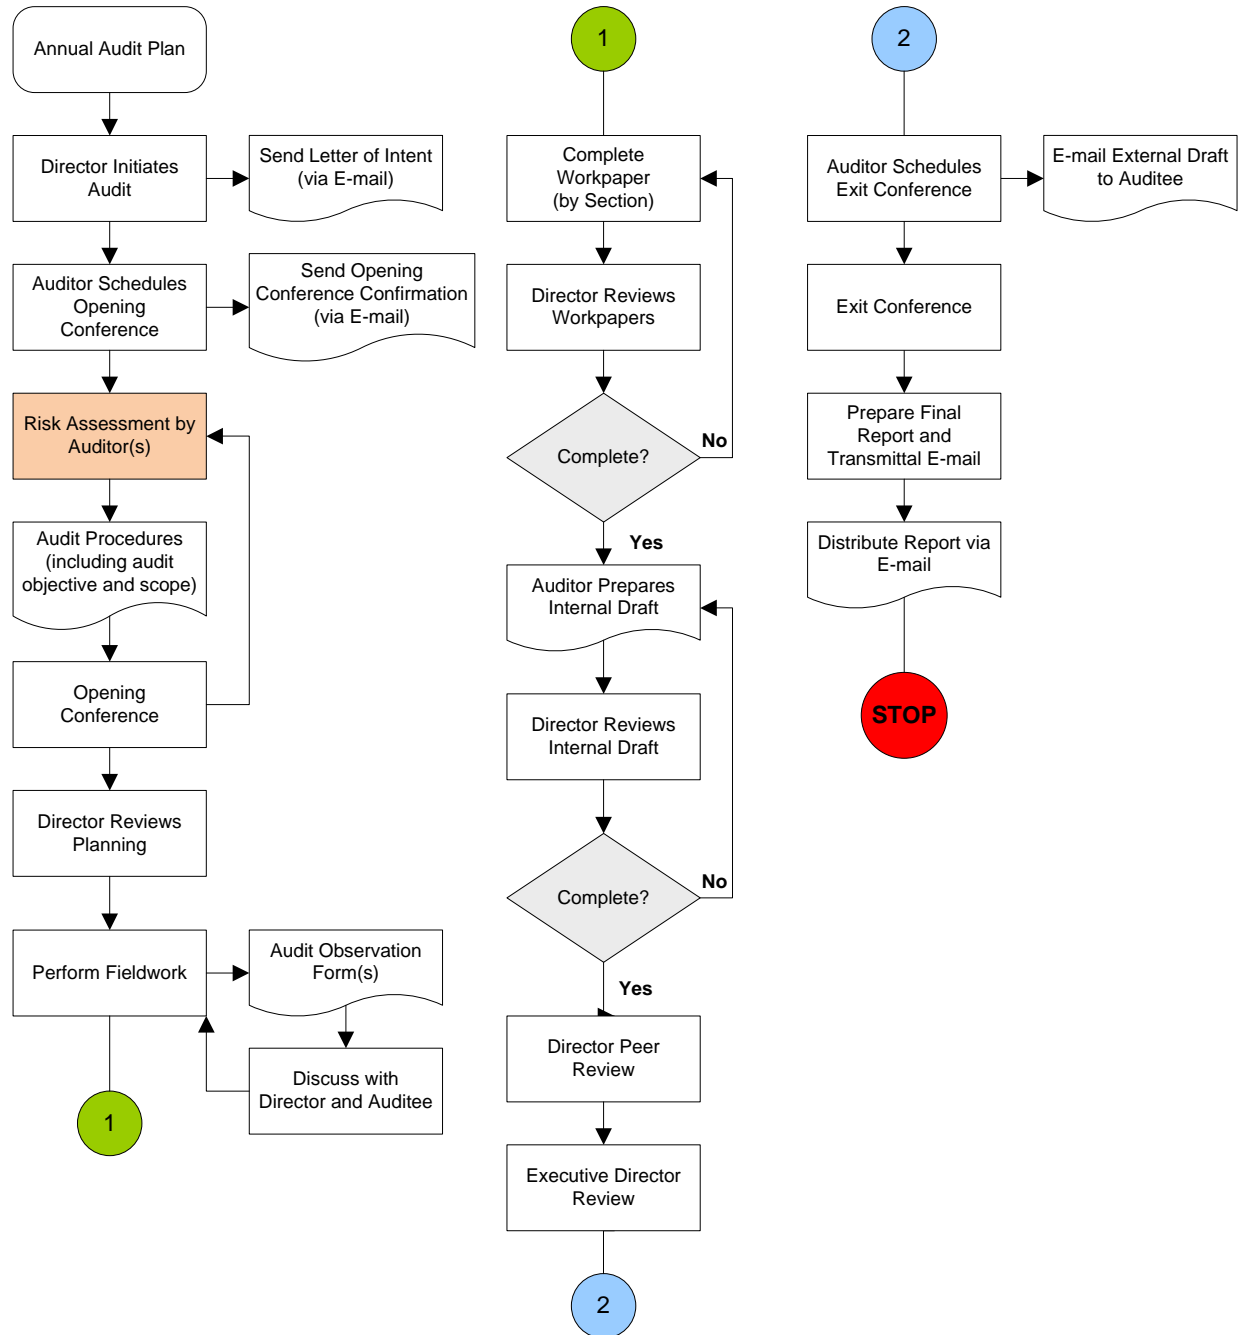 Annual Audit Plan
Director Initiates
Audit
Send Letter of Intent
(via E-mail)
Auditor Schedules
Opening
Conference
Send Opening
Conference Confirmation
(via E-mail)
Risk Assessment by
Auditor(s)
Audit Procedures
(including audit
objective and scope)
Opening
Conference
Director Reviews
Planning
Perform Fieldwork
Audit Observation
Form(s)
Discuss with
Director and Auditee
1
1
Complete
Workpaper
(by Section)
Director Reviews
Workpapers
Complete?
No
Yes
Auditor Prepares
Internal Draft
Director Reviews
Internal Draft
Complete?
No
Yes
Director Peer
Review
Executive Director
Review
2
2
Auditor Schedules
Exit Conference
E-mail External Draft
to Auditee
Exit Conference
Prepare Final
Report and
Transmittal E-mail
Distribute Report via
E-mail
STOP